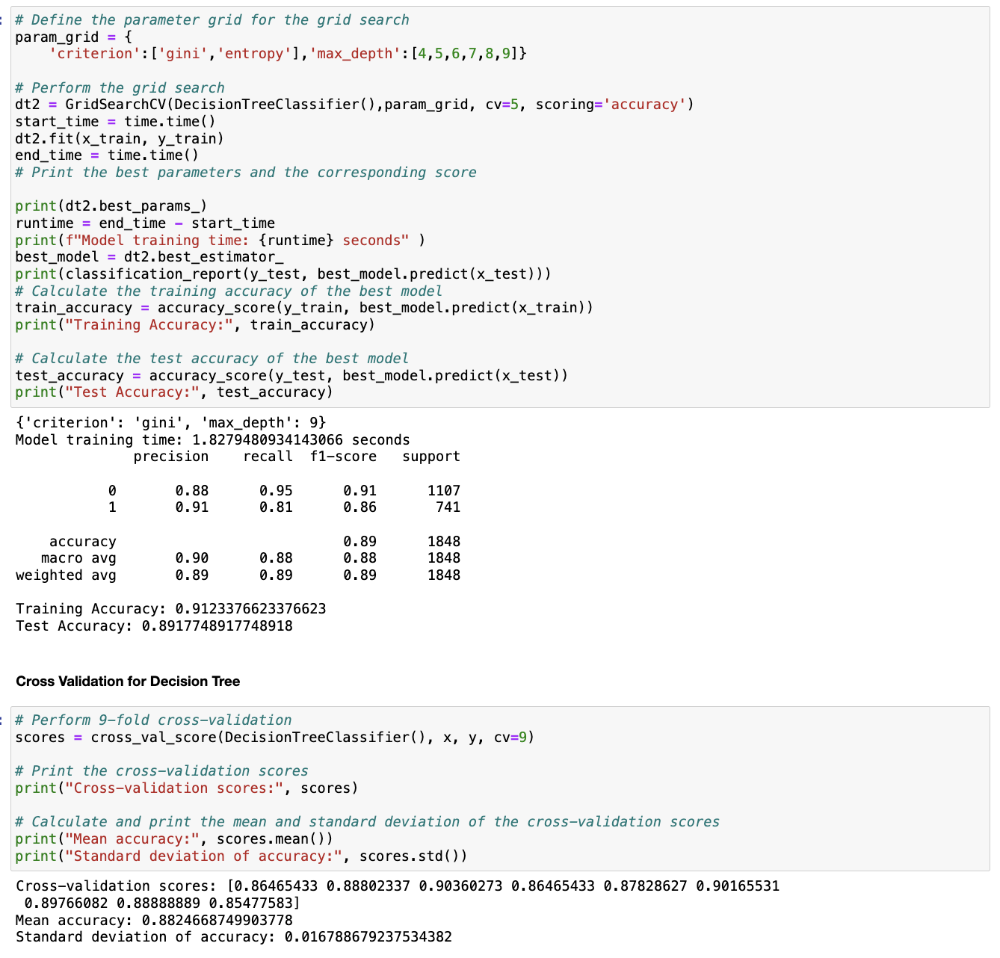 # Define the parameter grid for the grid search
param_grid = {
    'criterion':['gini','entropy'],'max_depth':[4,5,6,7,8,9]}

# Perform the grid search
dt2 = GridSearchCV(DecisionTreeClassifier(),param_grid, cv=5, scoring='accuracy')
start_time = time.time()
dt2.fit(x_train, y_train)
end_time = time.time()
# Print the best parameters and the corresponding score

print(dt2.best_params_)
runtime = end_time - start_time
print(f"Model training time: {runtime} seconds" )
best_model = dt2.best_estimator_
print(classification_report(y_test, best_model.predict(x_test)))
# Calculate the training accuracy of the best model
train_accuracy = accuracy_score(y_train, best_model.predict(x_train))
print("Training Accuracy:", train_accuracy)

# Calculate the test accuracy of the best model
test_accuracy = accuracy_score(y_test, best_model.predict(x_test))
print("Test Accuracy:", test_accuracy)
{'criterion': 'gini', 'max_depth': 9}
Model training time: 1.8279480934143066 seconds
              precision    recall  f1-score   support

           0       0.88      0.95      0.91      1107
           1       0.91      0.81      0.86       741

    accuracy                           0.89      1848
   macro avg       0.90      0.88      0.88      1848
weighted avg       0.89      0.89      0.89      1848

Training Accuracy: 0.9123376623376623
Test Accuracy: 0.8917748917748918
Cross Validation for Decision Tree
# Perform 9-fold cross-validation
scores = cross_val_score(DecisionTreeClassifier(), x, y, cv=9)

# Print the cross-validation scores
print("Cross-validation scores:", scores)

# Calculate and print the mean and standard deviation of the cross-validation scores
print("Mean accuracy:", scores.mean())
print("Standard deviation of accuracy:", scores.std())
Cross-validation scores: [0.86465433 0.88802337 0.90360273 0.86465433 0.87828627 0.90165531
 0.89766082 0.88888889 0.85477583]
Mean accuracy: 0.8824668749903778
Standard deviation of accuracy: 0.016788679237534382